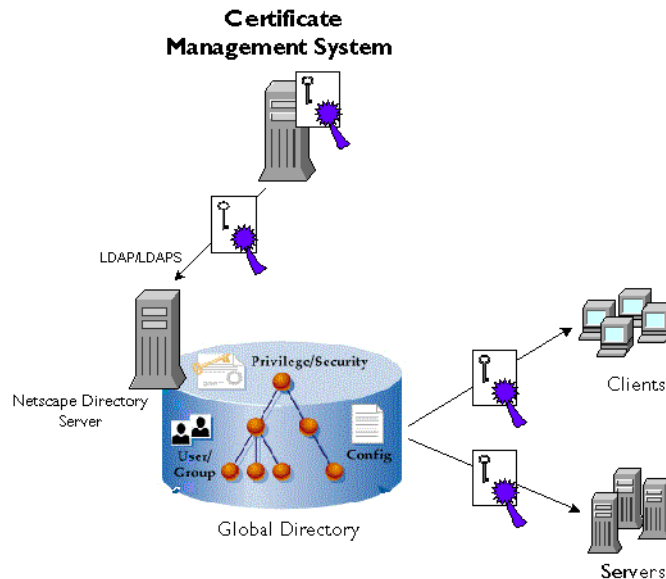 Certificate
Management System
LDAP/LDAPS
Netscape Directory
Server
Privilege/Security
User/
Group
Config
Global Directory
Clients
Servers